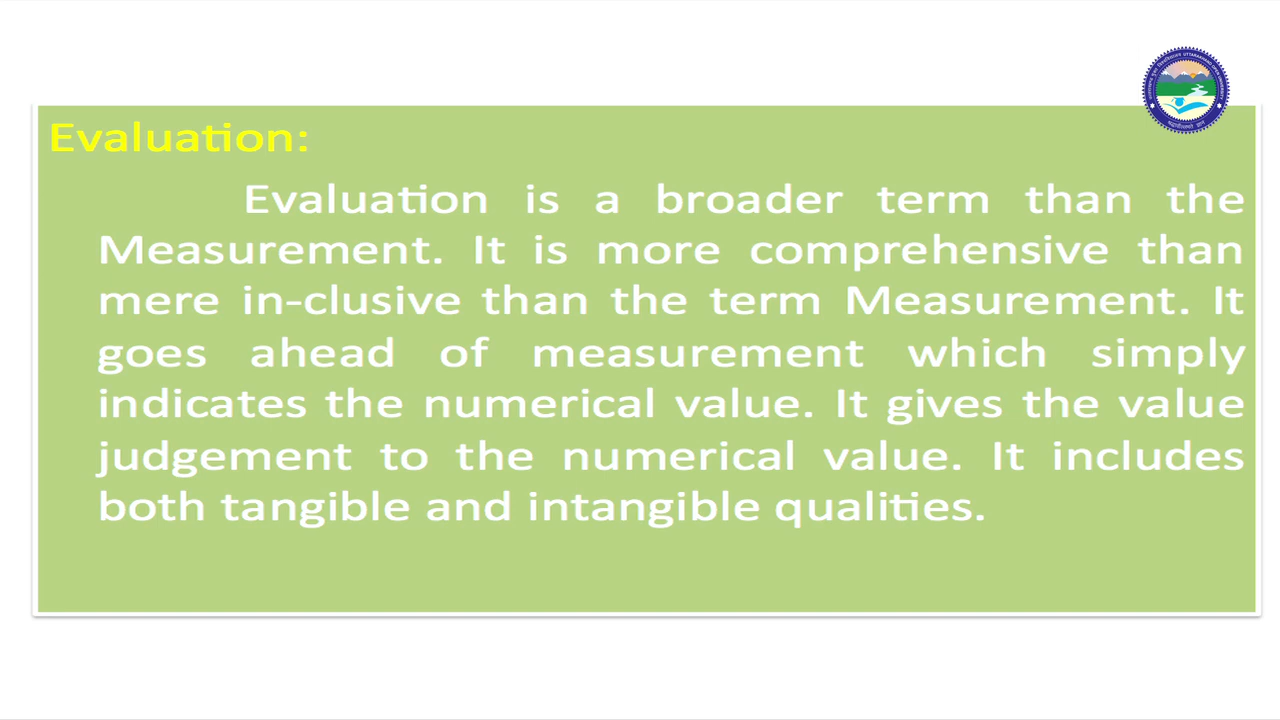 Evaluation:
Evaluation is a broader term than the
Measurement. It is more comprehensive than
mere in-clusive than the term Measurement. It
goes ahead of measurement which simply
indicates the numerical value. It gives the value
judgement to the numerical value. It includes
both tangible and intangible qualities.